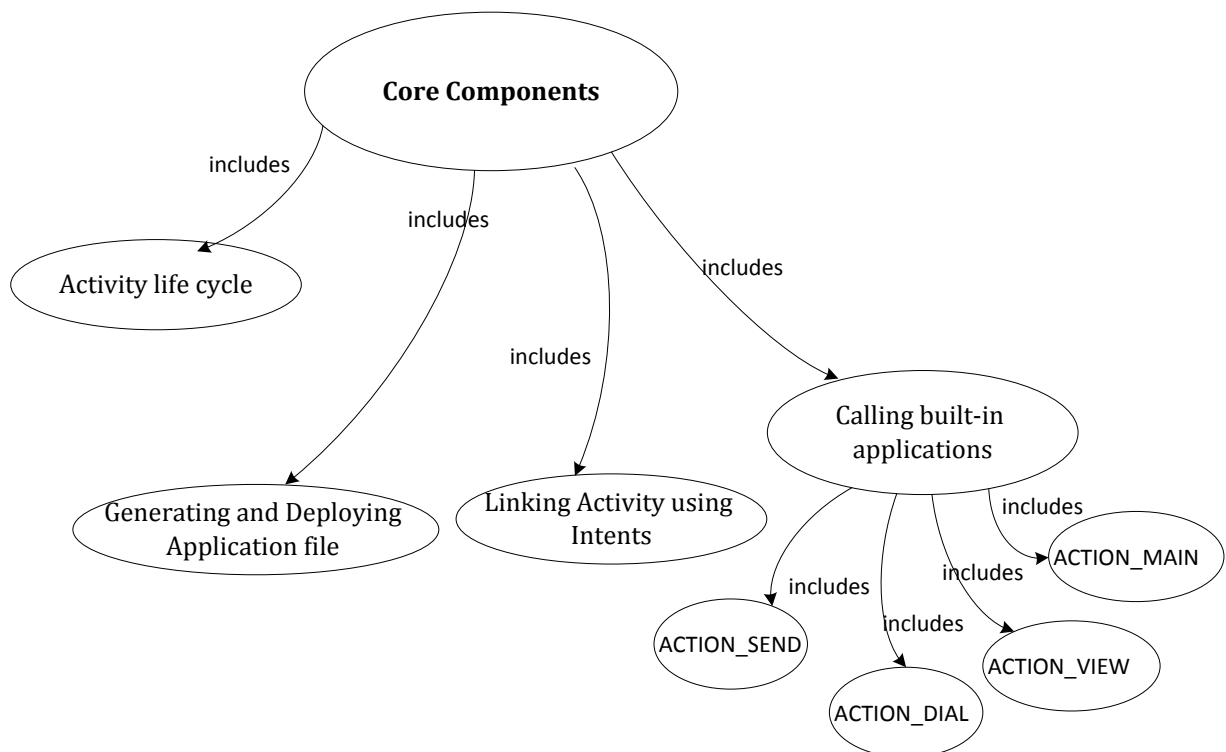 Core Components
includes
includes
includes
includes
Activity life cycle
Calling built-in
applications
Generating and Deploying
Application file
Linking Activity using
Intents
includes
includes
includes
includes
ACTION_MAIN
ACTION_SEND
ACTION_VIEW
ACTION_DIAL